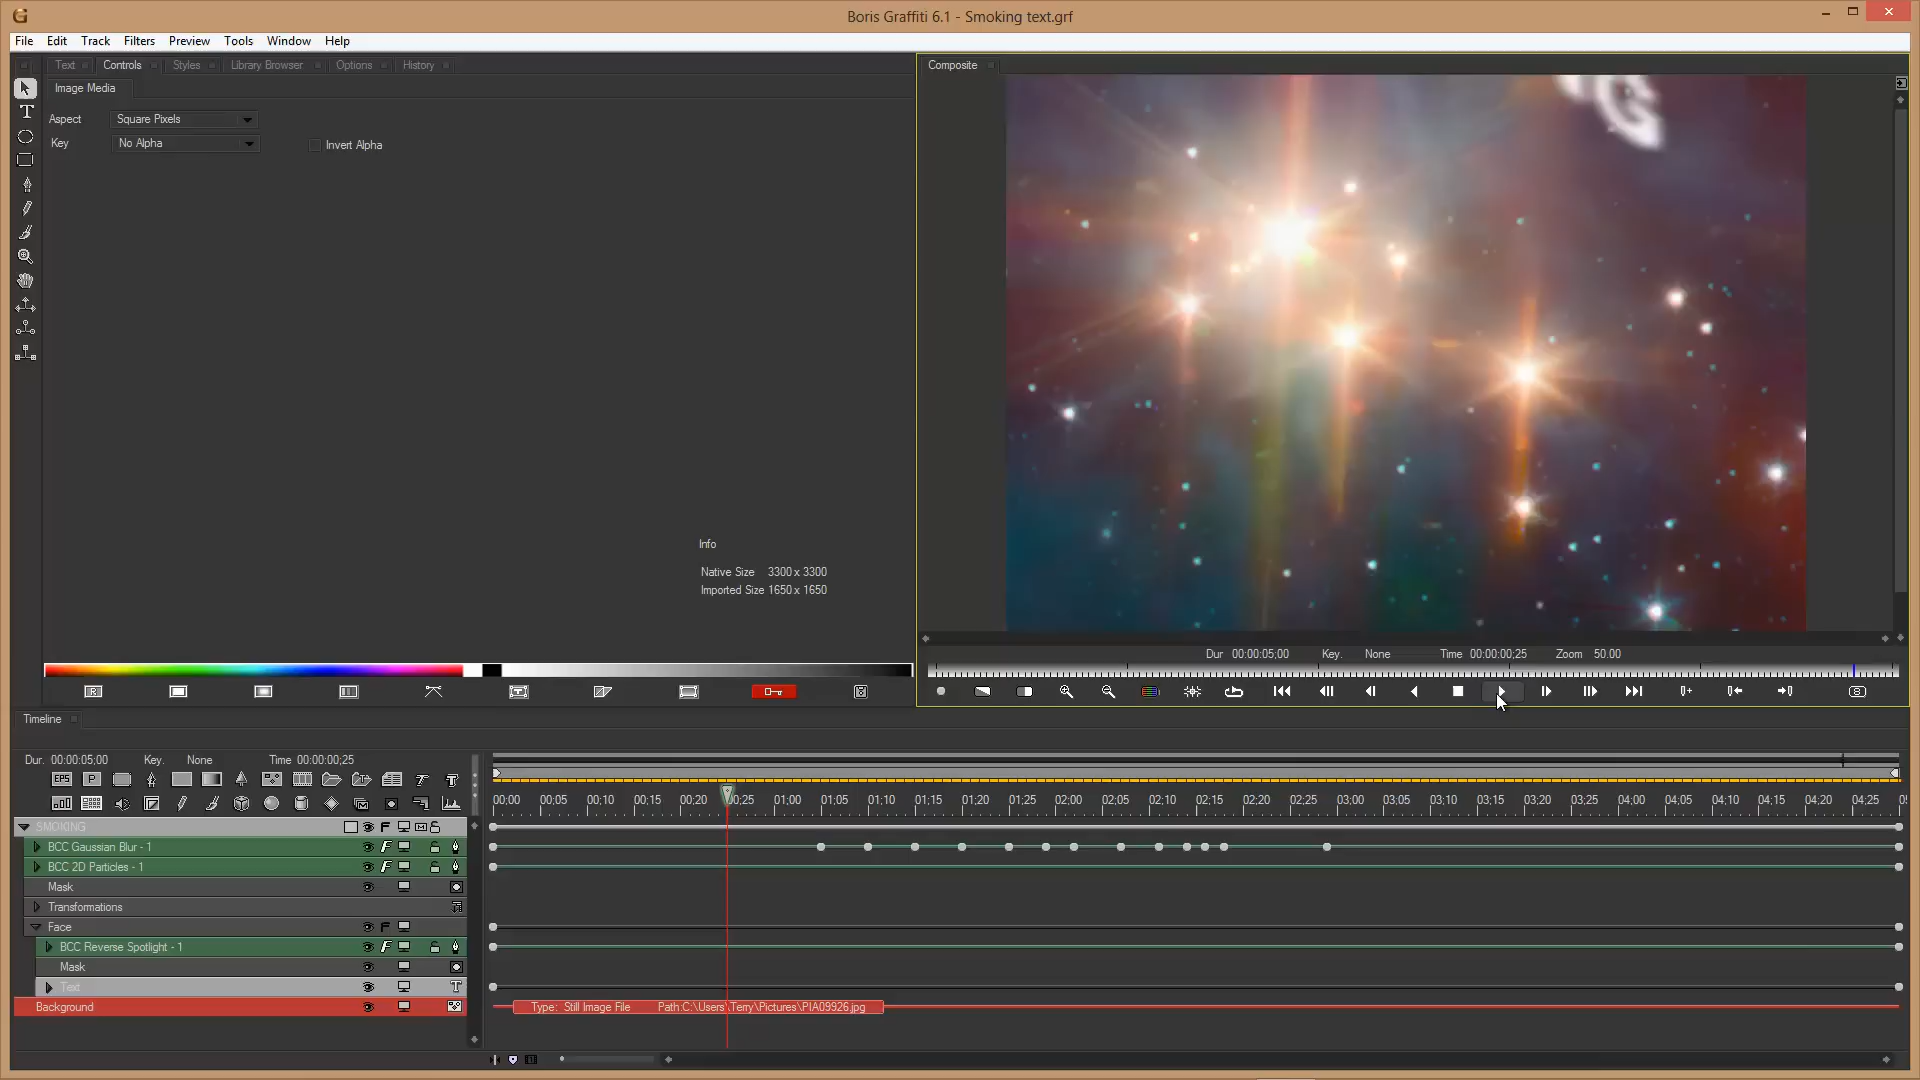 Boris Graffiti 6.1 - Smoking text.grf
File Edit Track Filters Preview Tools Window Help
Text Controls Styles Library Browser Options History
Composite
Image Media
Aspect Square Pixels
Key No Alpha Invert Alpha
Info
Native Size 3300 x 3300
Imported Size 1650 x 1650
Dur 00:00:05;00 Key. None Time 00:00:00;25 Zoom 50.00
Timeline
Dur. 00:00:05;00 Key. None Time 00:00:00;25
EPS P
00;00 00;05 00;10 00;15 00;20 00;25 01;00 01;05 01;10 01;15 01;20 01;25 02;00 02;05 02;10 02;15 02;20 02;25 03;00 03;05 03;10 03;15 03;20 03;25 04;00 04;05 04;10 04;15 04;20 04;25
SMOKING
BCC Gaussian Blur - 1
BCC 2D Particles - 1
Mask
Transformations
Face
BCC Reverse Spotlight - 1
Mask
Text
Background
Type: Still Image File Path:C:\Users\Terry\Pictures\PIA09926.jpg